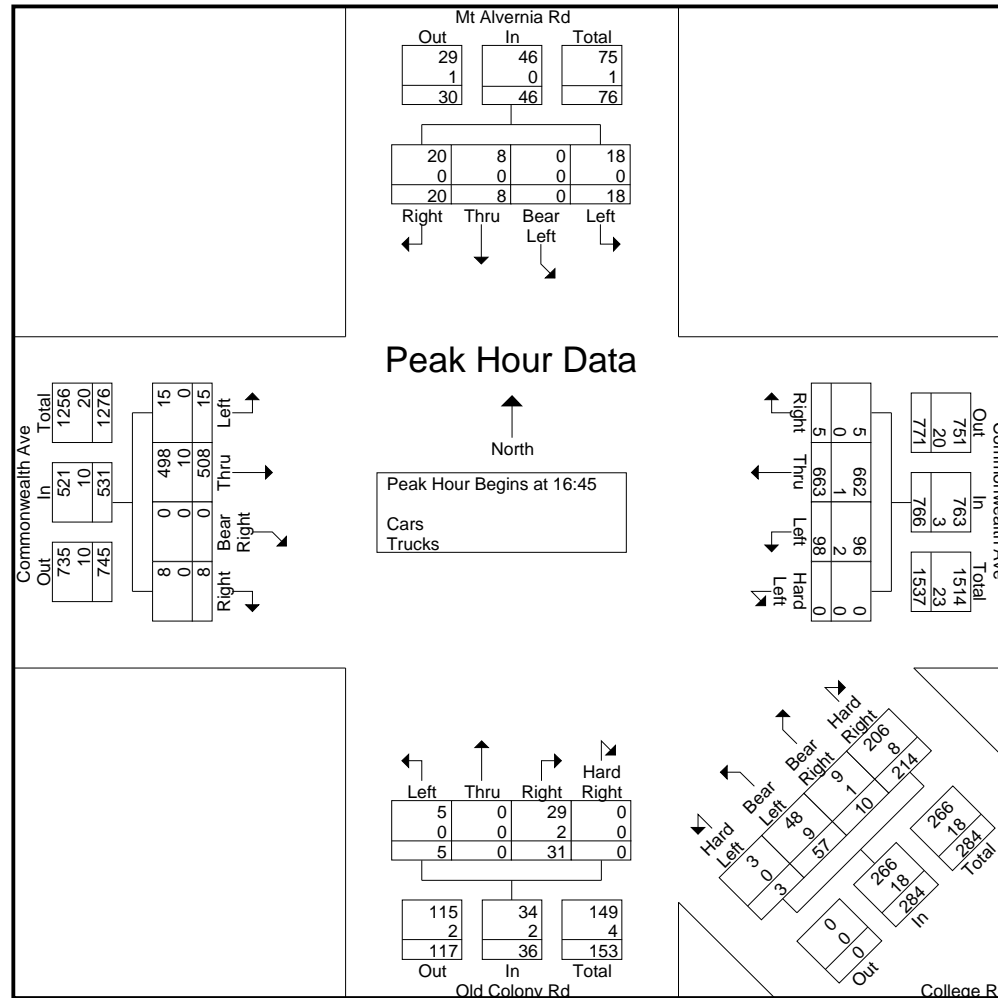 Mt Alvernia Rd
Out In Total
29 46 75
1 0 1
30 46 76
20 8 0 18
0 0 0 0
20 8 0 18
Right Thru Bear Left Left
Peak Hour Data
North
Peak Hour Begins at 16:45
Cars
Trucks
Commonwealth Ave
Total In Out
1256 521 735
20 10 10
1276 531 745
15 498 0 8
0 10 0 0
15 508 0 8
Left Thru Bear Right Right
Right Thru Left Hard Left
5 663 98 0
0 1 2 0
5 662 96 0
Out In Total
751 763 1514
20 3 23
771 766 1537
Commonwealth Ave
Left Thru Right Hard Right
5 0 29 0
0 0 2 0
5 0 31 0
115 34 149
2 2 4
117 36 153
Out In Total
Old Colony Rd
Hard Left Bear Left Bear Right Hard Right
3 48 9 206
0 9 1 8
3 57 10 214
0 266 266
0 18 18
0 284 284
Out In Total
College R